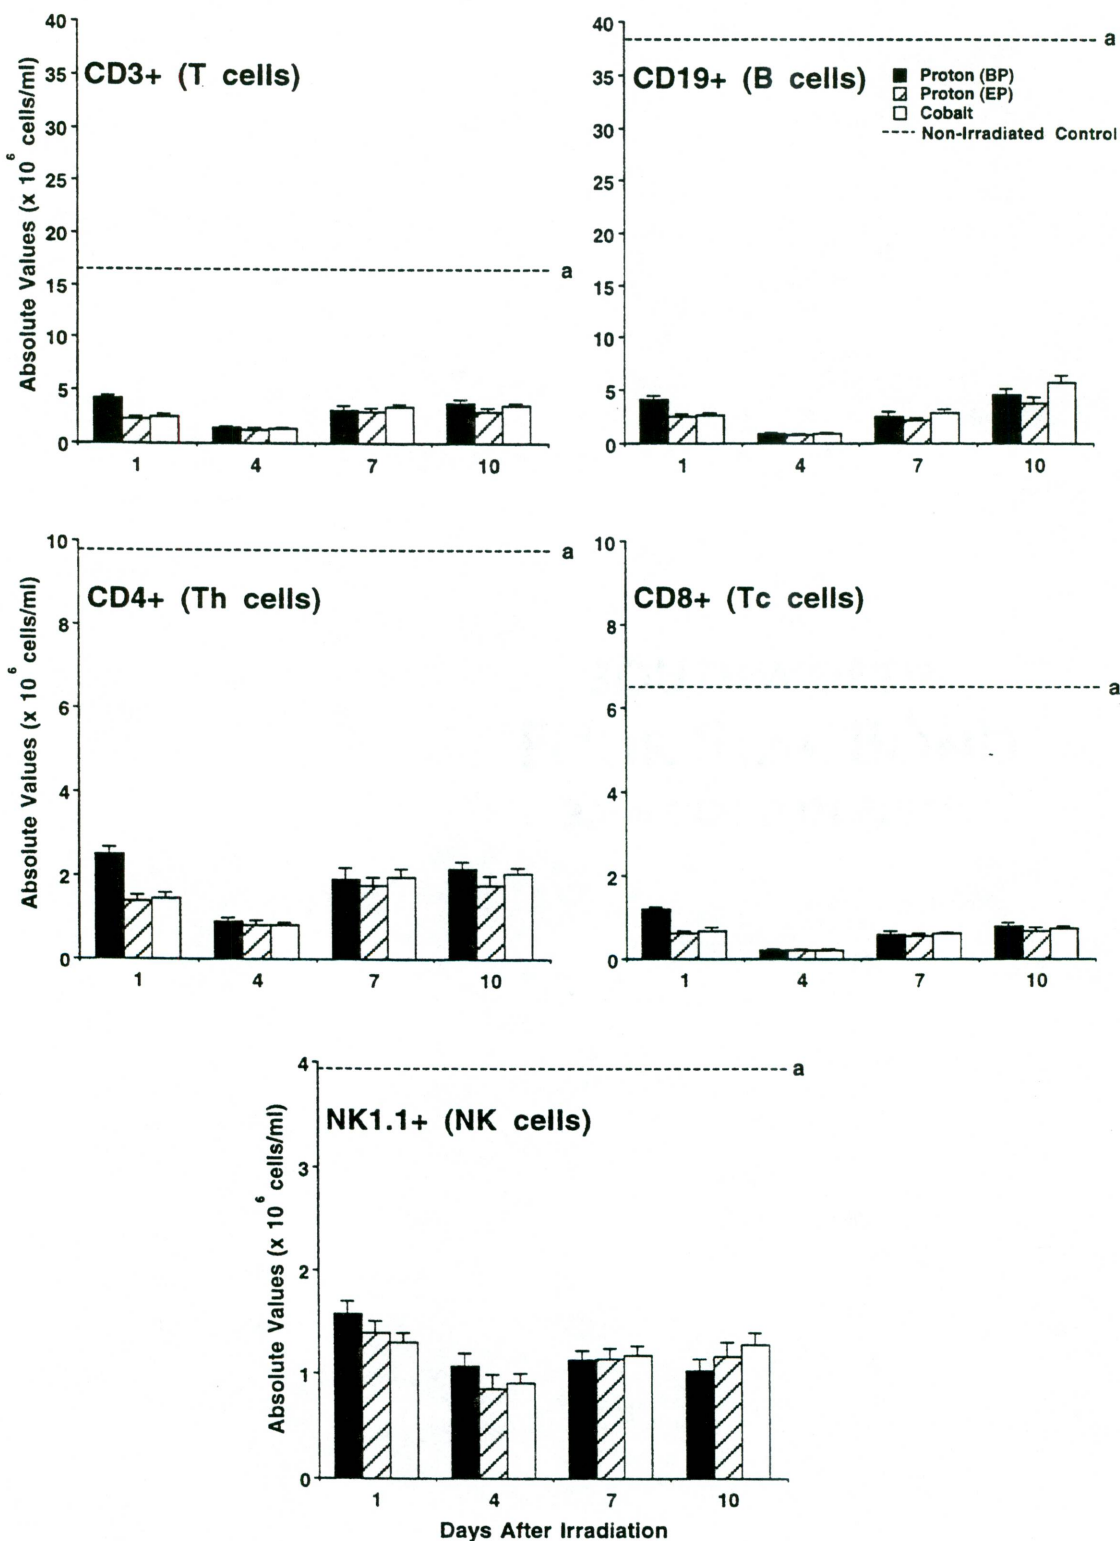 CD3+ (T cells)
Absolute Values (x 10^6 cells/ml)
40
35
30
25
20
15
10
5
0
a
1 4 7 10
CD19+ (B cells)
Proton (BP)
Proton (EP)
Cobalt
Non-Irradiated Control
40
35
30
25
20
15
10
5
0
a
1 4 7 10
CD4+ (Th cells)
Absolute Values (x 10^6 cells/ml)
10
8
6
4
2
0
a
1 4 7 10
CD8+ (Tc cells)
10
8
6
4
2
0
a
1 4 7 10
NK1.1+ (NK cells)
Absolute Values (x 10^6 cells/ml)
4
3
2
1
0
a
1 4 7 10
Days After Irradiation